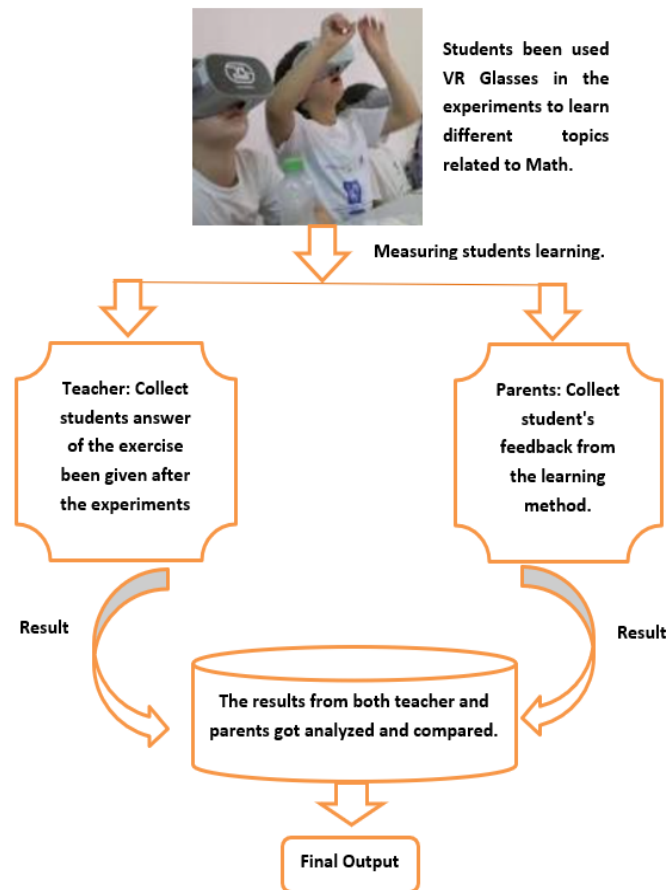 Students been used
VR Glasses in the
experiments to learn
different topics
related to Math.
Measuring students learning.
Teacher: Collect
students answer
of the exercise
been given after
the experiments
Parents: Collect
student's
feedback from
the learning
method.
Result
Result
The results from both teacher and
parents got analyzed and compared.
Final Output